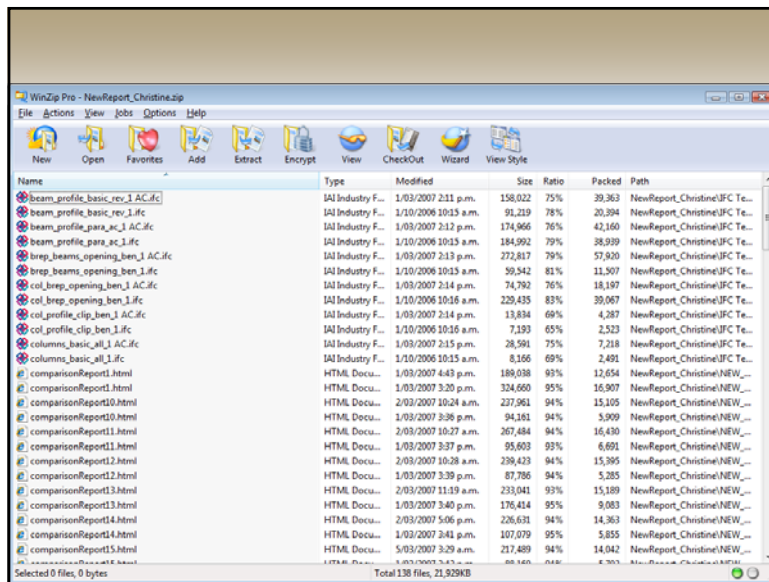 WinZip Pro - NewReport_Christine.zip
File Actions View Jobs Options Help
New Open Favorites Add Extract Encrypt View CheckOut Wizard View Style
Name Type Modified Size Ratio Packed Path
beam_profile_basic_rev_1 AC.ifc IAI Industry F... 1/03/2007 2:11 p.m. 158,022 75% 39,363 NewReport_Christine\IFC Te...
beam_profile_basic_rev_1.ifc IAI Industry F... 1/10/2006 10:15 a.m. 91,219 78% 20,394 NewReport_Christine\IFC Te...
beam_profile_para_ac_1 AC.ifc IAI Industry F... 1/03/2007 2:12 p.m. 174,966 76% 42,160 NewReport_Christine\IFC Te...
beam_profile_para_ac_1.ifc IAI Industry F... 1/10/2006 10:15 a.m. 184,992 79% 38,939 NewReport_Christine\IFC Te...
brep_beams_opening_ben_1 AC.ifc IAI Industry F... 1/03/2007 2:13 p.m. 272,817 79% 57,920 NewReport_Christine\IFC Te...
brep_beams_opening_ben_1.ifc IAI Industry F... 1/10/2006 10:15 a.m. 59,542 81% 11,507 NewReport_Christine\IFC Te...
col_brep_opening_ben_1 AC.ifc IAI Industry F... 1/03/2007 2:14 p.m. 74,792 76% 18,197 NewReport_Christine\IFC Te...
col_brep_opening_ben_1.ifc IAI Industry F... 1/10/2006 10:16 a.m. 229,435 83% 39,067 NewReport_Christine\IFC Te...
col_profile_clip_ben_1 AC.ifc IAI Industry F... 1/03/2007 2:14 p.m. 13,834 69% 4,287 NewReport_Christine\IFC Te...
col_profile_clip_ben_1.ifc IAI Industry F... 1/10/2006 10:16 a.m. 7,193 65% 2,523 NewReport_Christine\IFC Te...
columns_basic_all_1 AC.ifc IAI Industry F... 1/03/2007 2:15 p.m. 28,591 75% 7,218 NewReport_Christine\IFC Te...
columns_basic_all_1.ifc IAI Industry F... 1/10/2006 10:15 a.m. 8,166 69% 2,491 NewReport_Christine\IFC Te...
comparisonReport1.html HTML Docu... 1/03/2007 4:43 p.m. 189,038 93% 12,654 NewReport_Christine\NEW_...
comparisonReport1.html HTML Docu... 1/03/2007 3:20 p.m. 324,660 95% 16,907 NewReport_Christine\NEW_...
comparisonReport10.html HTML Docu... 2/03/2007 10:24 a.m. 237,961 94% 15,105 NewReport_Christine\NEW_...
comparisonReport10.html HTML Docu... 1/03/2007 3:36 p.m. 94,161 94% 5,909 NewReport_Christine\NEW_...
comparisonReport11.html HTML Docu... 2/03/2007 10:27 a.m. 267,484 94% 16,430 NewReport_Christine\NEW_...
comparisonReport11.html HTML Docu... 1/03/2007 3:37 p.m. 95,603 93% 6,691 NewReport_Christine\NEW_...
comparisonReport12.html HTML Docu... 2/03/2007 10:28 a.m. 239,423 94% 15,395 NewReport_Christine\NEW_...
comparisonReport12.html HTML Docu... 1/03/2007 3:39 p.m. 87,786 94% 5,285 NewReport_Christine\NEW_...
comparisonReport13.html HTML Docu... 2/03/2007 11:19 a.m. 233,041 93% 15,189 NewReport_Christine\NEW_...
comparisonReport13.html HTML Docu... 1/03/2007 3:40 p.m. 176,414 95% 9,083 NewReport_Christine\NEW_...
comparisonReport14.html HTML Docu... 2/03/2007 5:06 p.m. 226,631 94% 14,363 NewReport_Christine\NEW_...
comparisonReport14.html HTML Docu... 1/03/2007 3:41 p.m. 107,079 95% 5,855 NewReport_Christine\NEW_...
comparisonReport15.html HTML Docu... 5/03/2007 3:29 a.m. 217,489 94% 14,042 NewReport_Christine\NEW_...
Selected 0 files, 0 bytes Total 138 files, 21,929KB